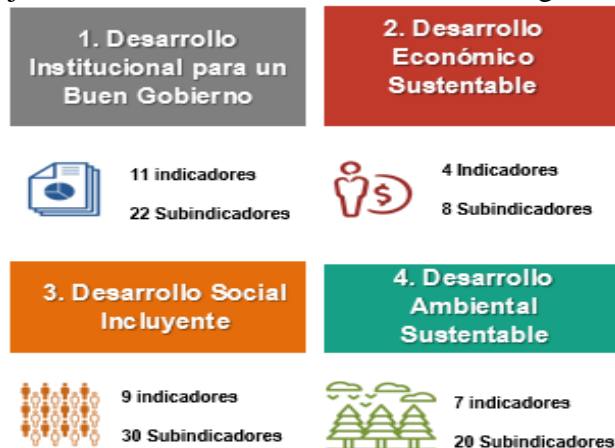 1. Desarrollo
Institucional para un
Buen Gobierno
2. Desarrollo
Económico
Sustentable
11 indicadores
22 Subindicadores
4 Indicadores
8 Subindicadores
3. Desarrollo Social
Incluyente
4. Desarrollo
Ambiental
Sustentable
9 indicadores
30 Subindicadores
7 indicadores
20 Subindicadores